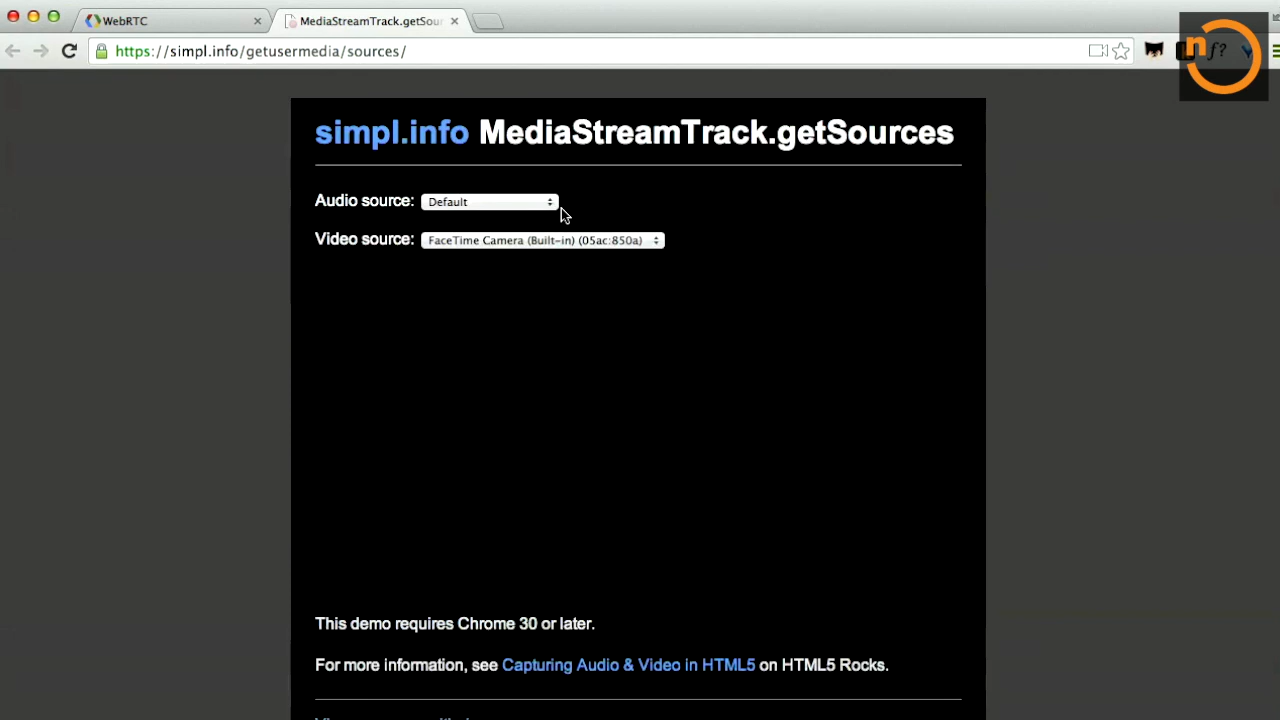 WebRTC
MediaStreamTrack.getSour
https://simpl.info/getusermedia/sources/
f?
n
simpl.info MediaStreamTrack.getSources
Audio source: Default
Video source: FaceTime Camera (Built-in) (05ac:850a)
This demo requires Chrome 30 or later.
For more information, see Capturing Audio & Video in HTML5 on HTML5 Rocks.